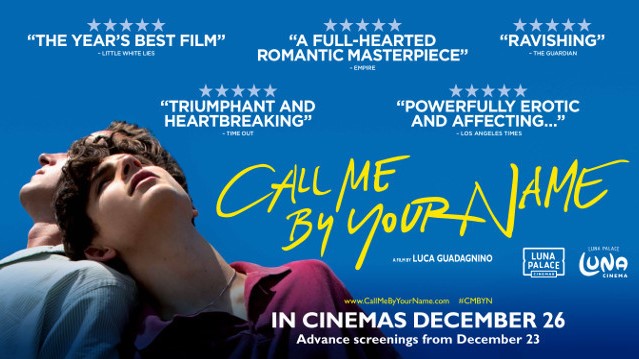 “THE YEAR’S BEST FILM”
- LITTLE WHITE LIES
“A FULL-HEARTED
ROMANTIC MASTERPIECE”
- EMPIRE
“RAVISHING”
- THE GUARDIAN
“TRIUMPHANT AND
HEARTBREAKING”
- TIME OUT
“POWERFULLY EROTIC
AND AFFECTING...”
- LOS ANGELES TIMES
CALL ME
BY YOUR NAME
A FILM BY LUCA GUADAGNINO
LUNA
PALACE
CINEMAS
LUNA PALACE
LUNA
CINEMA
www.CallMeByYourName.com #CMBYN
IN CINEMAS DECEMBER 26
Advance screenings from December 23